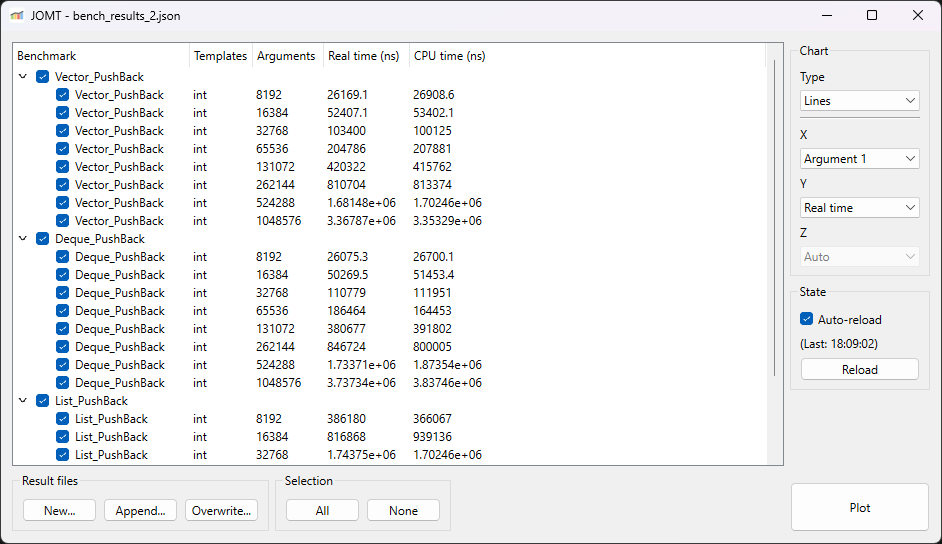 JOMT - bench_results_2.json
Benchmark Templates Arguments Real time (ns) CPU time (ns)
Vector_PushBack
Vector_PushBack int 8192 26169.1 26908.6
Vector_PushBack int 16384 52407.1 53402.1
Vector_PushBack int 32768 103400 100125
Vector_PushBack int 65536 204786 207881
Vector_PushBack int 131072 420322 415762
Vector_PushBack int 262144 810704 813374
Vector_PushBack int 524288 1.68148e+06 1.70246e+06
Vector_PushBack int 1048576 3.36787e+06 3.35329e+06
Deque_PushBack
Deque_PushBack int 8192 26075.3 26700.1
Deque_PushBack int 16384 50269.5 51453.4
Deque_PushBack int 32768 110779 111951
Deque_PushBack int 65536 186464 164453
Deque_PushBack int 131072 380677 391802
Deque_PushBack int 262144 846724 800005
Deque_PushBack int 524288 1.73371e+06 1.87354e+06
Deque_PushBack int 1048576 3.73734e+06 3.83746e+06
List_PushBack
List_PushBack int 8192 386180 366067
List_PushBack int 16384 816868 939136
List_PushBack int 32768 1.74375e+06 1.70246e+06
Chart
Type
Lines
X
Argument 1
Y
Real time
Z
Auto
State
Auto-reload
(Last: 18:09:02)
Reload
Result files
New... Append... Overwrite...
Selection
All None
Plot